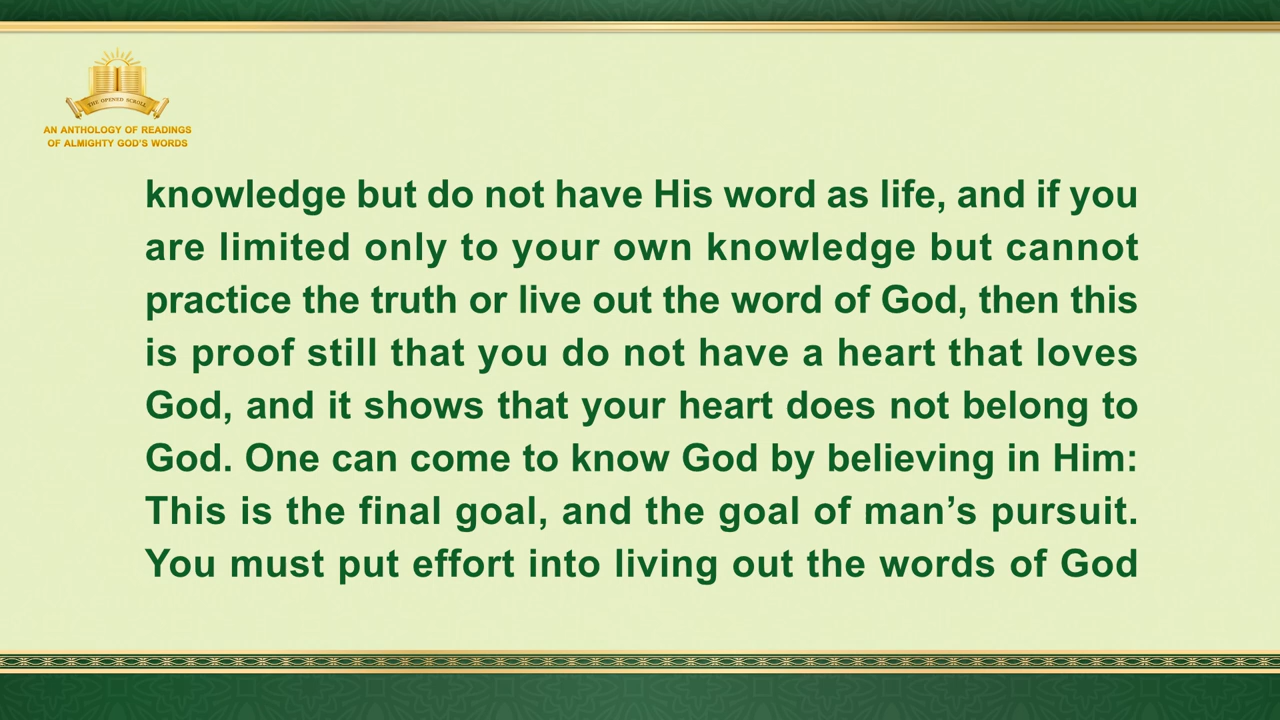 THE OPENED SCROLL
AN ANTHOLOGY OF READINGS
OF ALMIGHTY GOD'S WORDS
knowledge but do not have His word as life, and if you
are limited only to your own knowledge but cannot
practice the truth or live out the word of God, then this
is proof still that you do not have a heart that loves
God, and it shows that your heart does not belong to
God. One can come to know God by believing in Him:
This is the final goal, and the goal of man’s pursuit.
You must put effort into living out the words of God